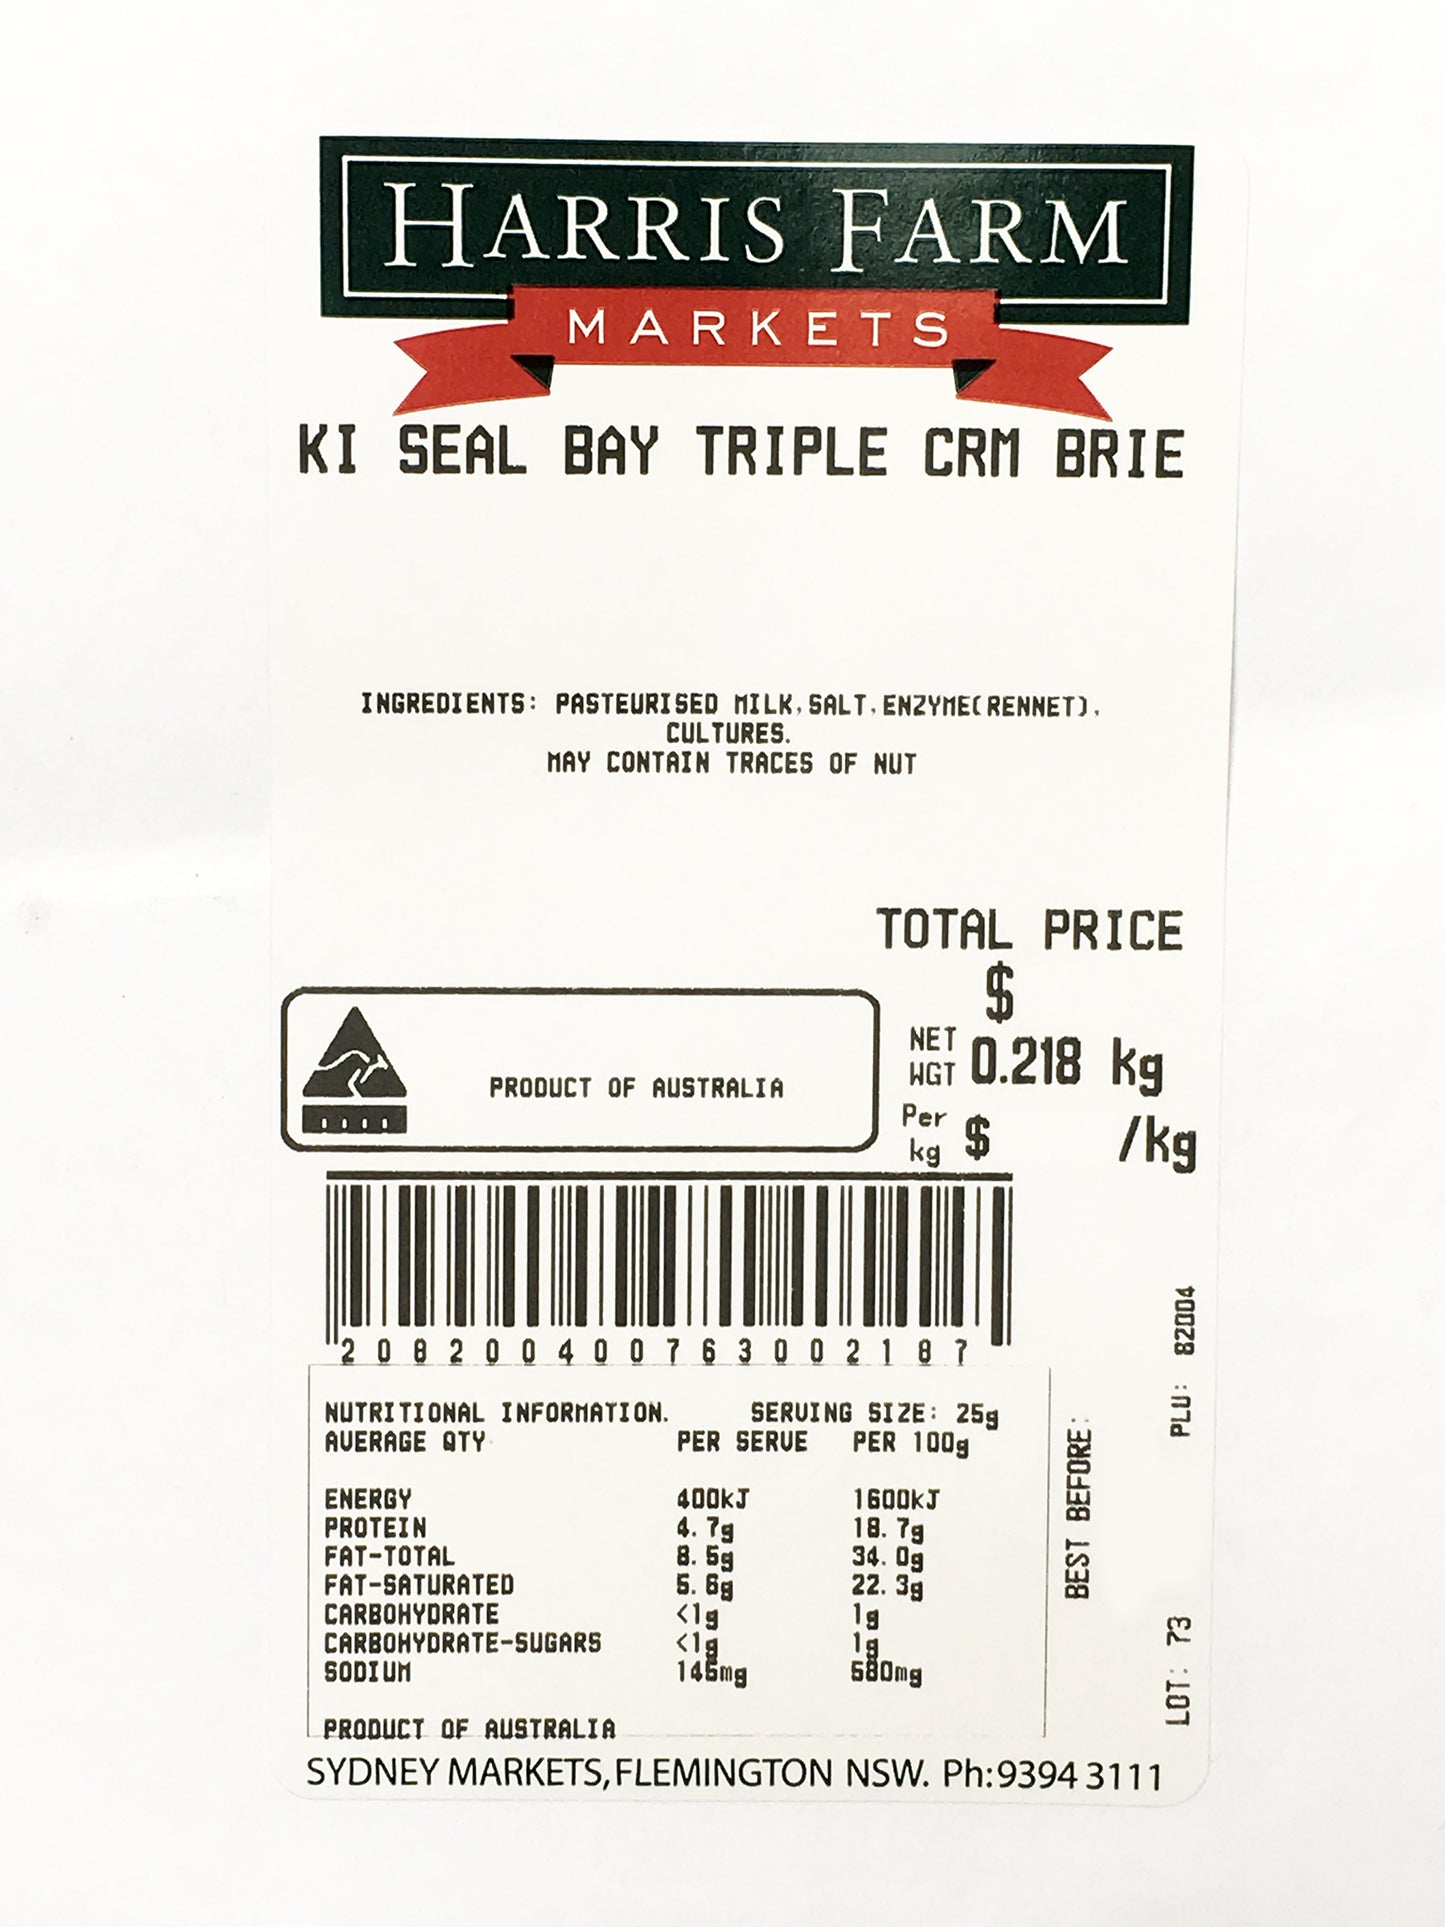 HARRIS FARM
MARKETS
KI SEAL BAY TRIPLE CRM BRIE
INGREDIENTS: PASTEURISED MILK,SALT,ENZYME(RENNET),
CULTURES.
MAY CONTAIN TRACES OF NUT
TOTAL PRICE
$
NET WGT 0.218 kg
PRODUCT OF AUSTRALIA
Per kg $ /kg
208200400763002187
NUTRITIONAL INFORMATION. SERVING SIZE: 25g
AVERAGE QTY PER SERVE PER 100g
ENERGY 400kJ 1600kJ
PROTEIN 4.7g 18.7g
FAT-TOTAL 8.5g 34.0g
FAT-SATURATED 5.6g 22.3g
CARBOHYDRATE <1g 1g
CARBOHYDRATE-SUGARS <1g 1g
SODIUM 145mg 580mg
PRODUCT OF AUSTRALIA
BEST BEFORE:
LOT: 73 PLU: 82004
SYDNEY MARKETS, FLEMINGTON NSW. Ph:9394 3111